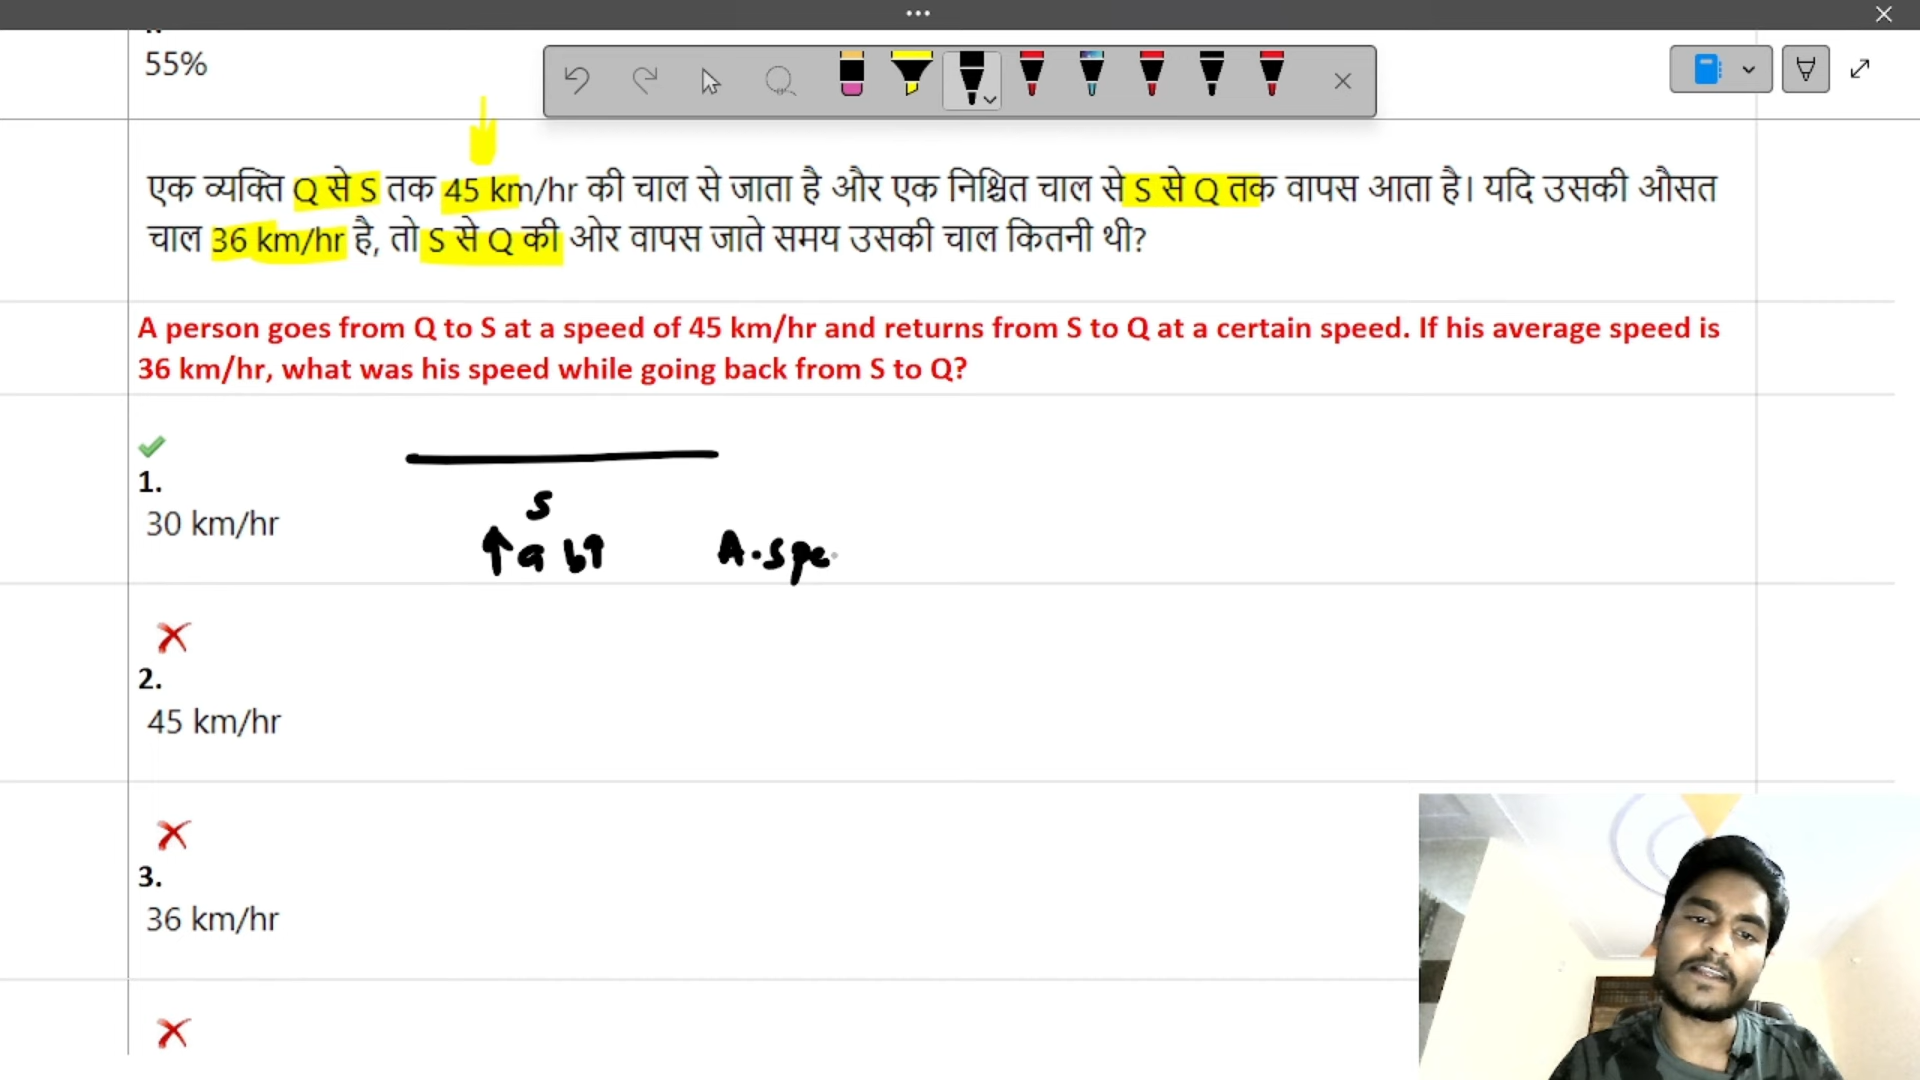 55%
एक व्यक्ति Q से S तक 45 km/hr की चाल से जाता है और एक निश्चित चाल से S से Q तक वापस आता है। यदि उसकी औसत
चाल 36 km/hr है, तो S से Q की ओर वापस जाते समय उसकी चाल कितनी थी?
A person goes from Q to S at a speed of 45 km/hr and returns from S to Q at a certain speed. If his average speed is
36 km/hr, what was his speed while going back from S to Q?
1.
30 km/hr
S
↑a b↑ A.spe
2.
45 km/hr
3.
36 km/hr